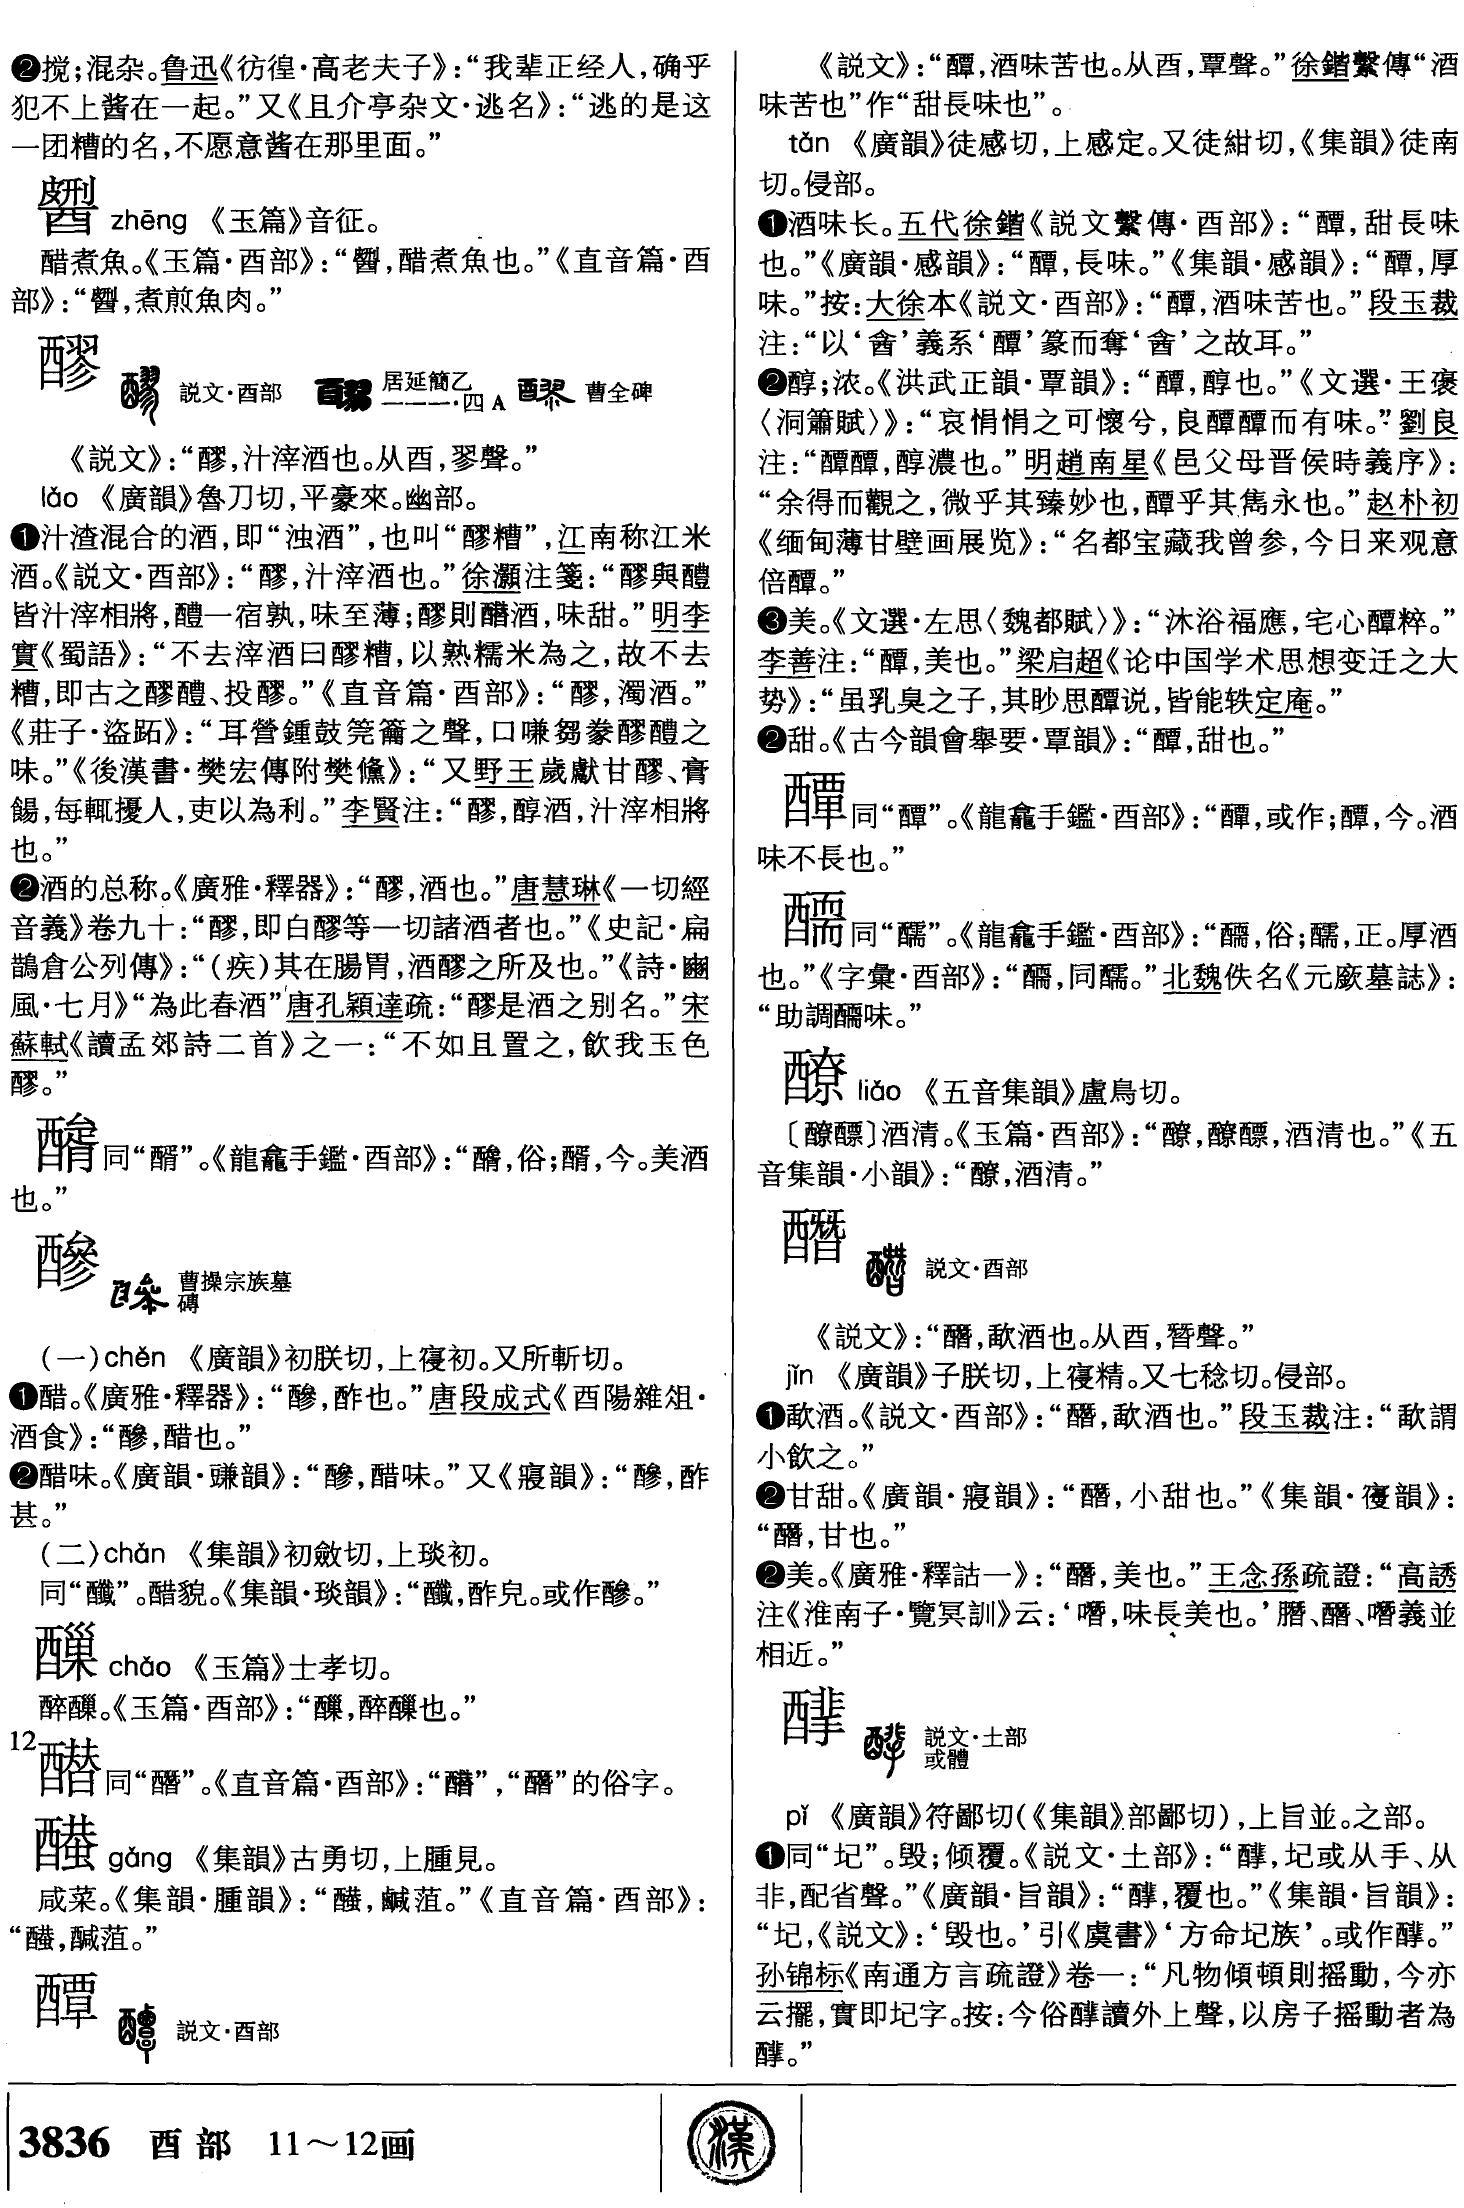 ❷搅；混杂。鲁迅《彷徨·高老夫子》：“我辈正经人，确乎
犯不上酱在一起。”又《且介亭杂文·逃名》：“逃的是这
一团糟的名，不愿意酱在那里面。”
zhēng 《玉篇》音征。
醋煮魚。《玉篇·酉部》：“，醋煮魚也。”《直音篇·酉
部》：“，煮煎魚肉。”
醪 説文·酉部 居延簡乙一一一·四 A 曹全碑
《説文》：“醪，汁滓酒也。从酉，翏聲。”
láo 《廣韻》魯刀切，平豪來。幽部。
❶汁渣混合的酒，即“浊酒”，也叫“醪糟”，江南称江米
酒。《説文·酉部》：“醪，汁滓酒也。”徐灝注箋：“醪與醴
皆汁滓相將，醴一宿孰，味至薄；醪則醅酒，味甜。”明李
實《蜀語》：“不去滓酒曰醪糟，以熟糯米為之，故不去
糟，即古之醪醴、投醪。”《直音篇·酉部》：“醪，濁酒。”
《莊子·盗跖》：“耳營鍾鼓筦籥之聲，口嗛芻豢醪醴之
味。”《後漢書·樊宏傳附樊鯈》：“又野王歲獻甘醪、膏
餳，每輒擾人，吏以為利。”李賢注：“醪，醇酒，汁滓相將
也。”
❷酒的总称。《廣雅·釋器》：“醪，酒也。”唐慧琳《一切經
音義》卷九十：“醪，即白醪等一切諸酒者也。”《史記·扁
鵲倉公列傳》：“（疾）其在腸胃，酒醪之所及也。”《詩·豳
風·七月》“為此春酒”唐孔穎達疏：“醪是酒之别名。”宋
蘇軾《讀孟郊詩二首》之一：“不如且置之，飲我玉色
醪。”
同“醑”。《龍龕手鑑·酉部》：“，俗；醑，今。美酒
也。”
醦 曹操宗族墓磚
（一）chěn 《廣韻》初朕切，上寑初。又所斬切。
❶醋。《廣雅·釋器》：“醦，酢也。”唐段成式《酉陽雜俎·
酒食》：“醦，醋也。”
❷醋味。《廣韻·豏韻》：“醦，醋味。”又《寑韻》：“醦，酢
甚。”
（二）chǎn 《集韻》初斂切，上琰初。
同“醶”。醋貌。《集韻·琰韻》：“醶，酢皃。或作醦。”
chǎo 《玉篇》士孝切。
醉。《玉篇·酉部》：“，醉也。”
12
同“醋”。《直音篇·酉部》：“”，“”的俗字。
gǎng 《集韻》古勇切，上腫見。
咸菜。《集韻·腫韻》：“，鹹菹。”《直音篇·酉部》：
“，醎菹。”
醰 説文·酉部
《説文》：“醰，酒味苦也。从酉，覃聲。”徐鍇繫傳“酒
味苦也”作“甜長味也”。
tán 《廣韻》徒感切，上感定。又徒紺切，《集韻》徒南
切。侵部。
❶酒味长。五代徐鍇《説文繫傳·酉部》：“醰，甜長味
也。”《廣韻·感韻》：“醰，長味。”《集韻·感韻》：“醰，厚
味。”按：大徐本《説文·酉部》：“醰，酒味苦也。”段玉裁
注：“以‘酓’義系‘醰’篆而奪‘酓’之故耳。”
❷醇；浓。《洪武正韻·覃韻》：“醰，醇也。”《文選·王褒
〈洞簫賦〉》：“哀悁悁之可懷兮，良醰醰而有味。”劉良
注：“醰醰，醇濃也。”明趙南星《邑父母晋侯時義序》：
“余得而觀之，微乎其臻妙也，醰乎其雋永也。”赵朴初
《缅甸薄甘壁画展览》：“名都宝藏我曾参，今日来观意
倍醰。”
❸美。《文選·左思〈魏都賦〉》：“沐浴福應，宅心醰粹。”
李善注：“醰，美也。”梁启超《论中国学术思想变迁之大
势》：“虽乳臭之子，其眇思醰说，皆能轶定庵。”
❷甜。《古今韻會舉要·覃韻》：“醰，甜也。”
同“醰”。《龍龕手鑑·酉部》：“，或作；醰，今。酒
味不長也。”
同“醹”。《龍龕手鑑·酉部》：“，俗；醹，正。厚酒
也。”《字彙·酉部》：“，同醹。”北魏佚名《元廞墓誌》：
“助調味。”
liǎo 《五音集韻》盧鳥切。
〔醥〕酒清。《玉篇·酉部》：“，醥，酒清也。”《五
音集韻·小韻》：“，酒清。”
説文·酉部
《説文》：“，歃酒也。从酉，朁聲。”
jǐn 《廣韻》子朕切，上寑精。又七稔切。侵部。
❶歃酒。《説文·酉部》：“，歃酒也。”段玉裁注：“歃謂
小飲之。”
❷甘甜。《廣韻·寑韻》：“，小甜也。”《集韻·寑韻》：
“，甘也。”
❷美。《廣雅·釋詁一》：“，美也。”王念孫疏證：“高誘
注《淮南子·覽冥訓》云：‘噆，味長美也。’、、噆義並
相近。”
説文·土部或體
pǐ 《廣韻》符鄙切（《集韻》部鄙切），上旨並。之部。
❶同“圮”。毁；倾覆。《説文·土部》：“，圮或从手、从
非，配省聲。”《廣韻·旨韻》：“，覆也。”《集韻·旨韻》：
“圮，《説文》：‘毁也。’引《虞書》‘方命圮族’。或作。”
孙锦标《南通方言疏證》卷一：“凡物傾頓則摇動，今亦
云擺，實即圮字。按：今俗讀外上聲，以房子摇動者為
。”
3836 酉部 11～12画
漢